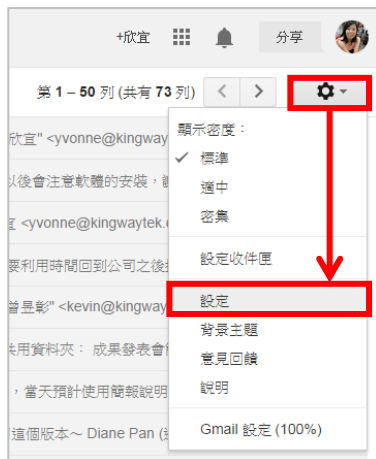 +欣宜 分享
第 1 – 50 列 (共有 73 列)
欣宜" <yvonne@kingway
顯示密度：
✓ 標準
以後會注意軟體的安裝，
適中
<yvonne@kingwaytek.
密集
要利用時間回到公司之後
設定收件匣
曾昱彰" <kevin@kingway
設定
共用資料夾： 成果發表會
背景主題
意見回饋
，當天預計使用簡報說明
說明
這個版本～ Diane Pan
Gmail 設定 (100%)